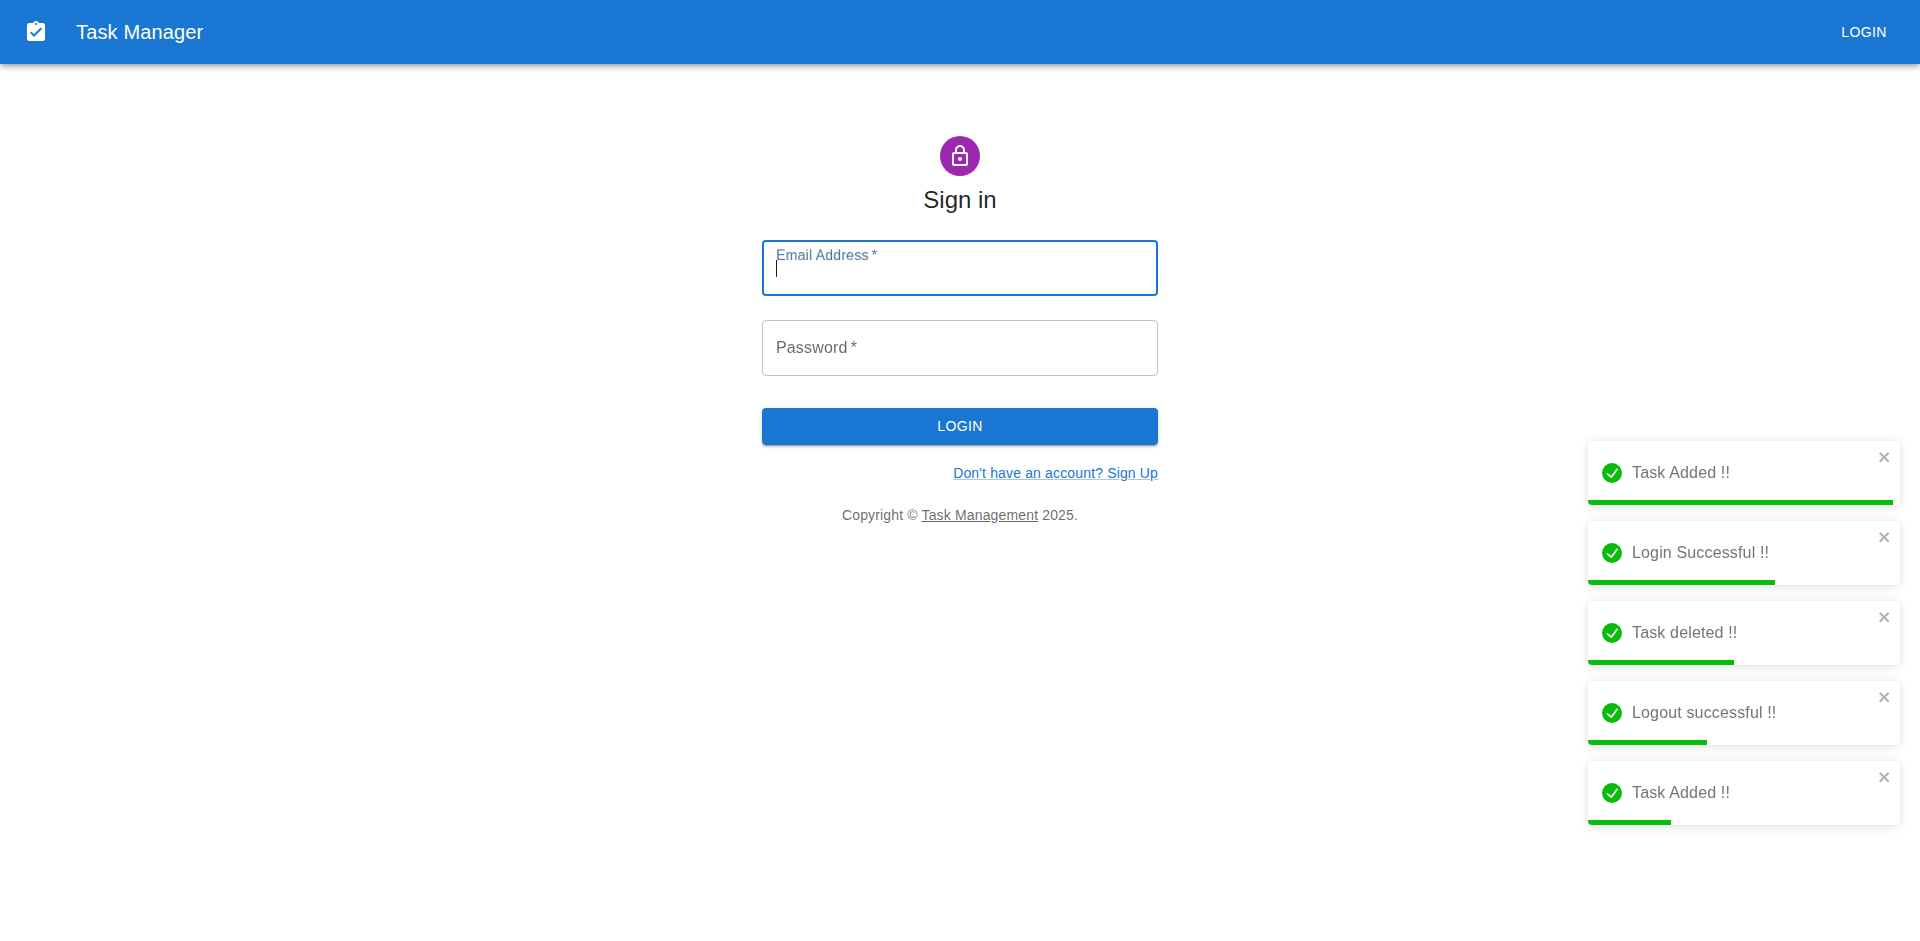 Task Manager
LOGIN
Sign in
Email Address *
Password *
LOGIN
Don't have an account? Sign Up
Copyright © Task Management 2025.
Task Added !!
Login Successful !!
Task deleted !!
Logout successful !!
Task Added !!